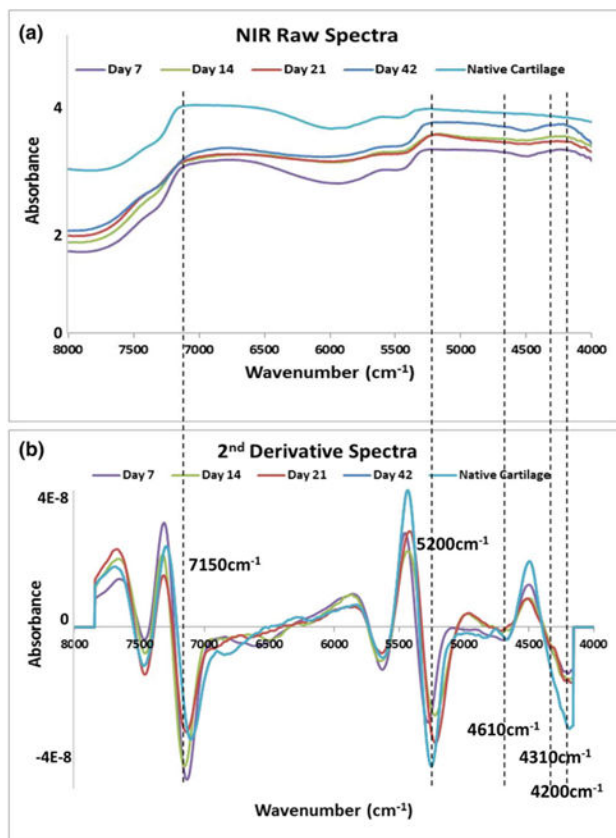 (a)
NIR Raw Spectra
Day 7 Day 14 Day 21 Day 42 Native Cartilage
4
2
0
Absorbance
8000 7500 7000 6500 6000 5500 5000 4500 4000
Wavenumber (cm-1)
(b)
2nd Derivative Spectra
Day 7 Day 14 Day 21 Day 42 Native Cartilage
4E-8
5200cm-1
7150cm-1
0
Absorbance
8000 7500 7000 6500 6000 5500 5000 4500 4000
4610cm-1
4310cm-1
-4E-8
4200cm-1
Wavenumber (cm-1)